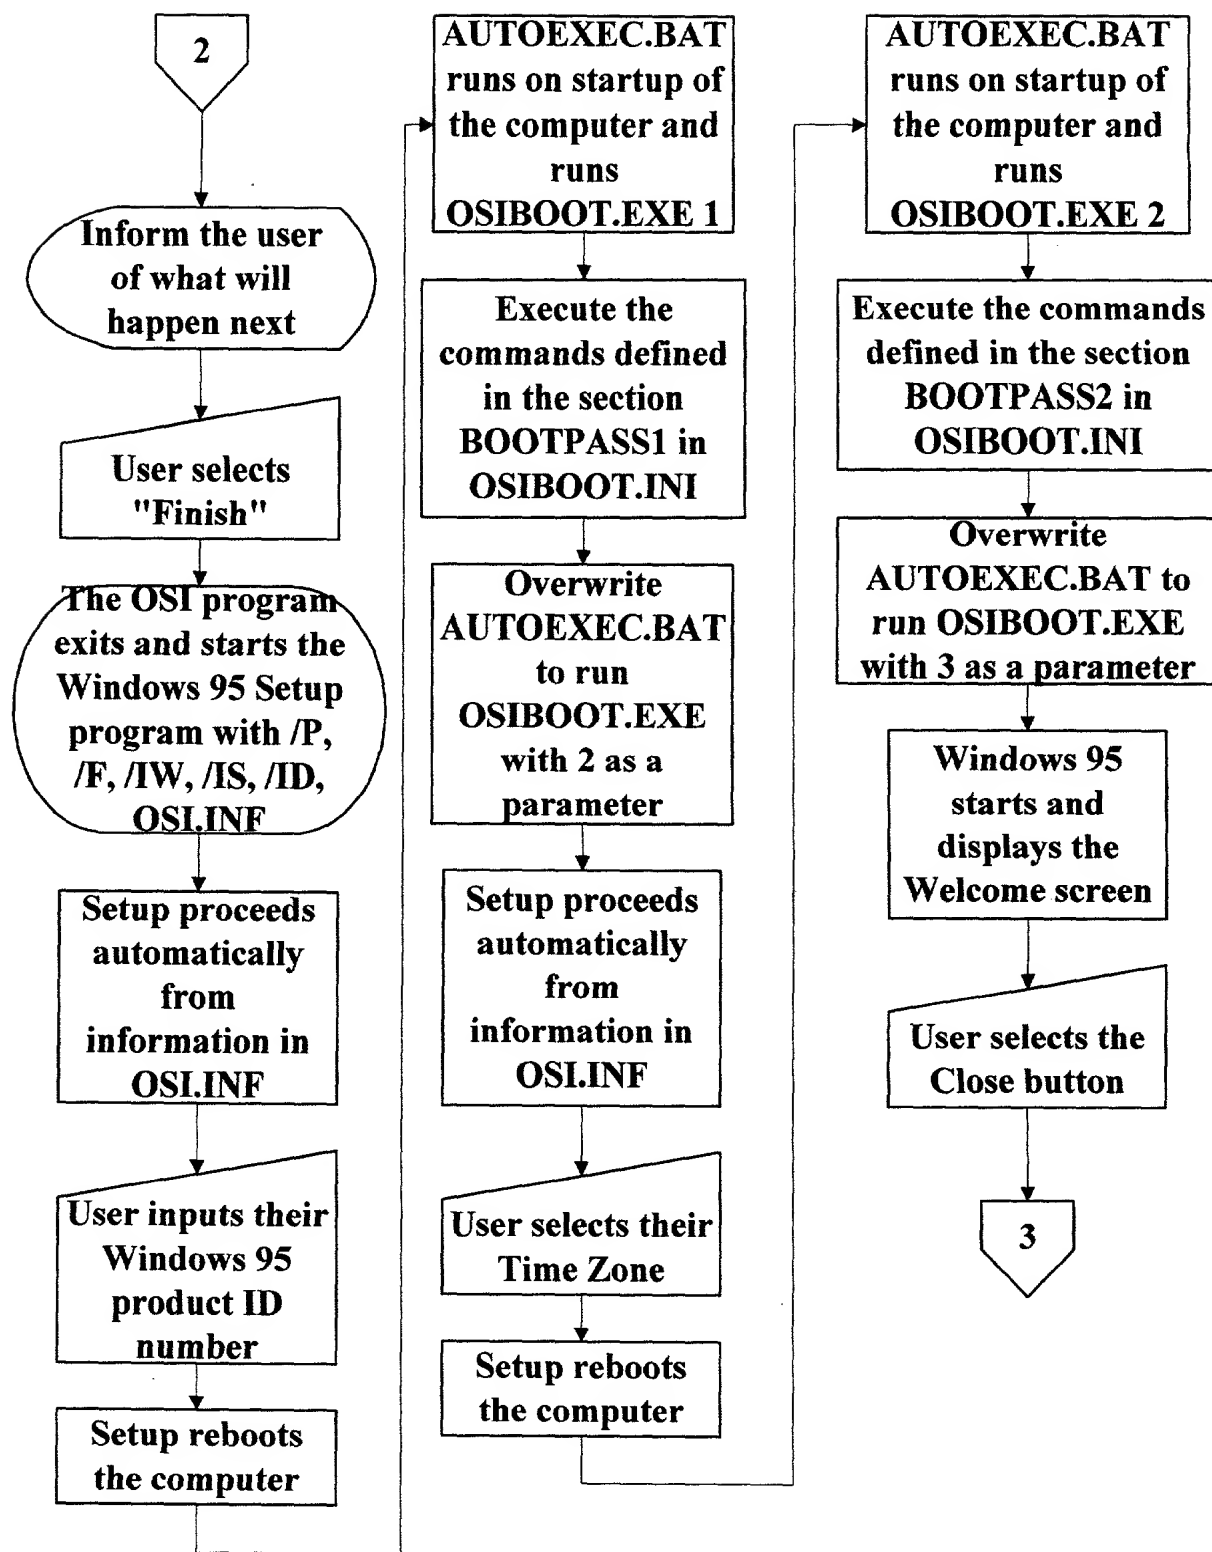 2
Inform the user
of what will
happen next
User selects
"Finish"
The OSI program
exits and starts the
Windows 95 Setup
program with /P,
/F, /IW, /IS, /ID,
OSI.INF
Setup proceeds
automatically
from
information in
OSI.INF
User inputs their
Windows 95
product ID
number
Setup reboots
the computer
AUTOEXEC.BAT
runs on startup of
the computer and
runs
OSIBOOT.EXE 1
Execute the
commands defined
in the section
BOOTPASS1 in
OSIBOOT.INI
Overwrite
AUTOEXEC.BAT
to run
OSIBOOT.EXE
with 2 as a
parameter
Setup proceeds
automatically
from
information in
OSI.INF
User selects their
Time Zone
Setup reboots
the computer
AUTOEXEC.BAT
runs on startup of
the computer and
runs
OSIBOOT.EXE 2
Execute the commands
defined in the section
BOOTPASS2 in
OSIBOOT.INI
Overwrite
AUTOEXEC.BAT to
run OSIBOOT.EXE
with 3 as a parameter
Windows 95
starts and
displays the
Welcome screen
User selects the
Close button
3